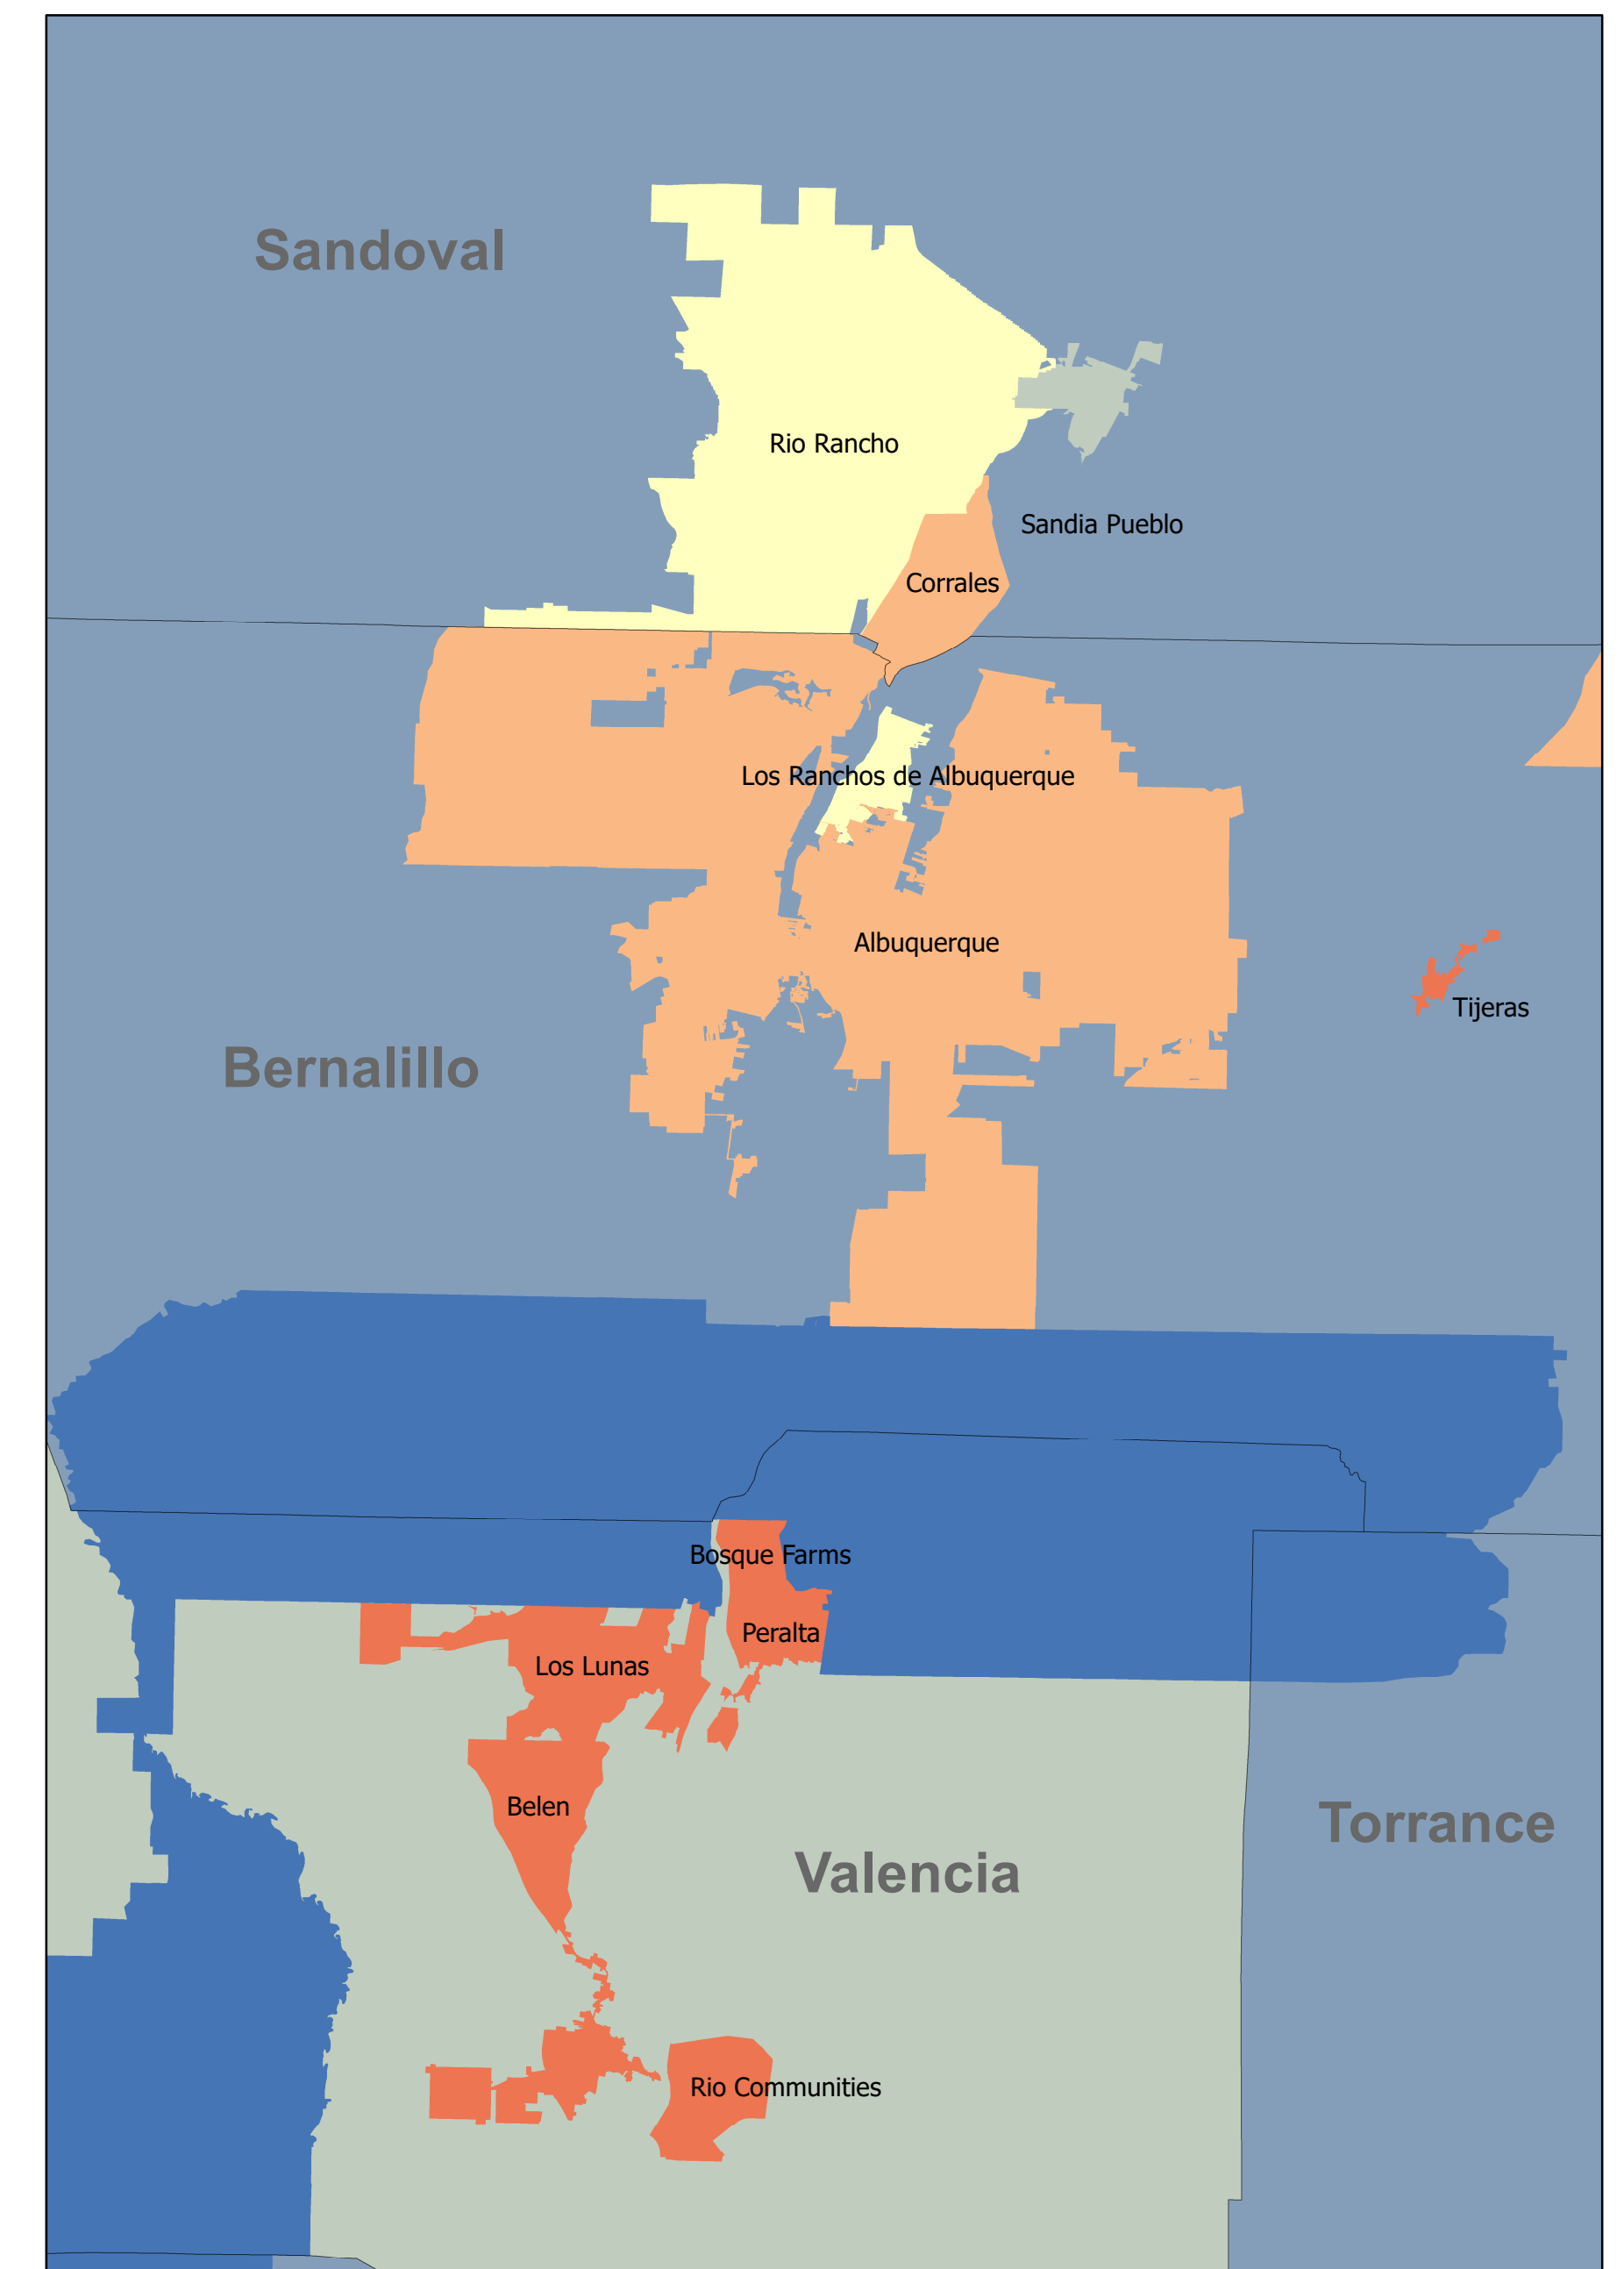 Sandoval
Rio Rancho
Sandia Pueblo
Corrales
Los Ranchos de Albuquerque
Albuquerque
Tijeras
Bernalillo
Bosque Farms
Peralta
Los Lunas
Belen
Torrance
Valencia
Rio Communities